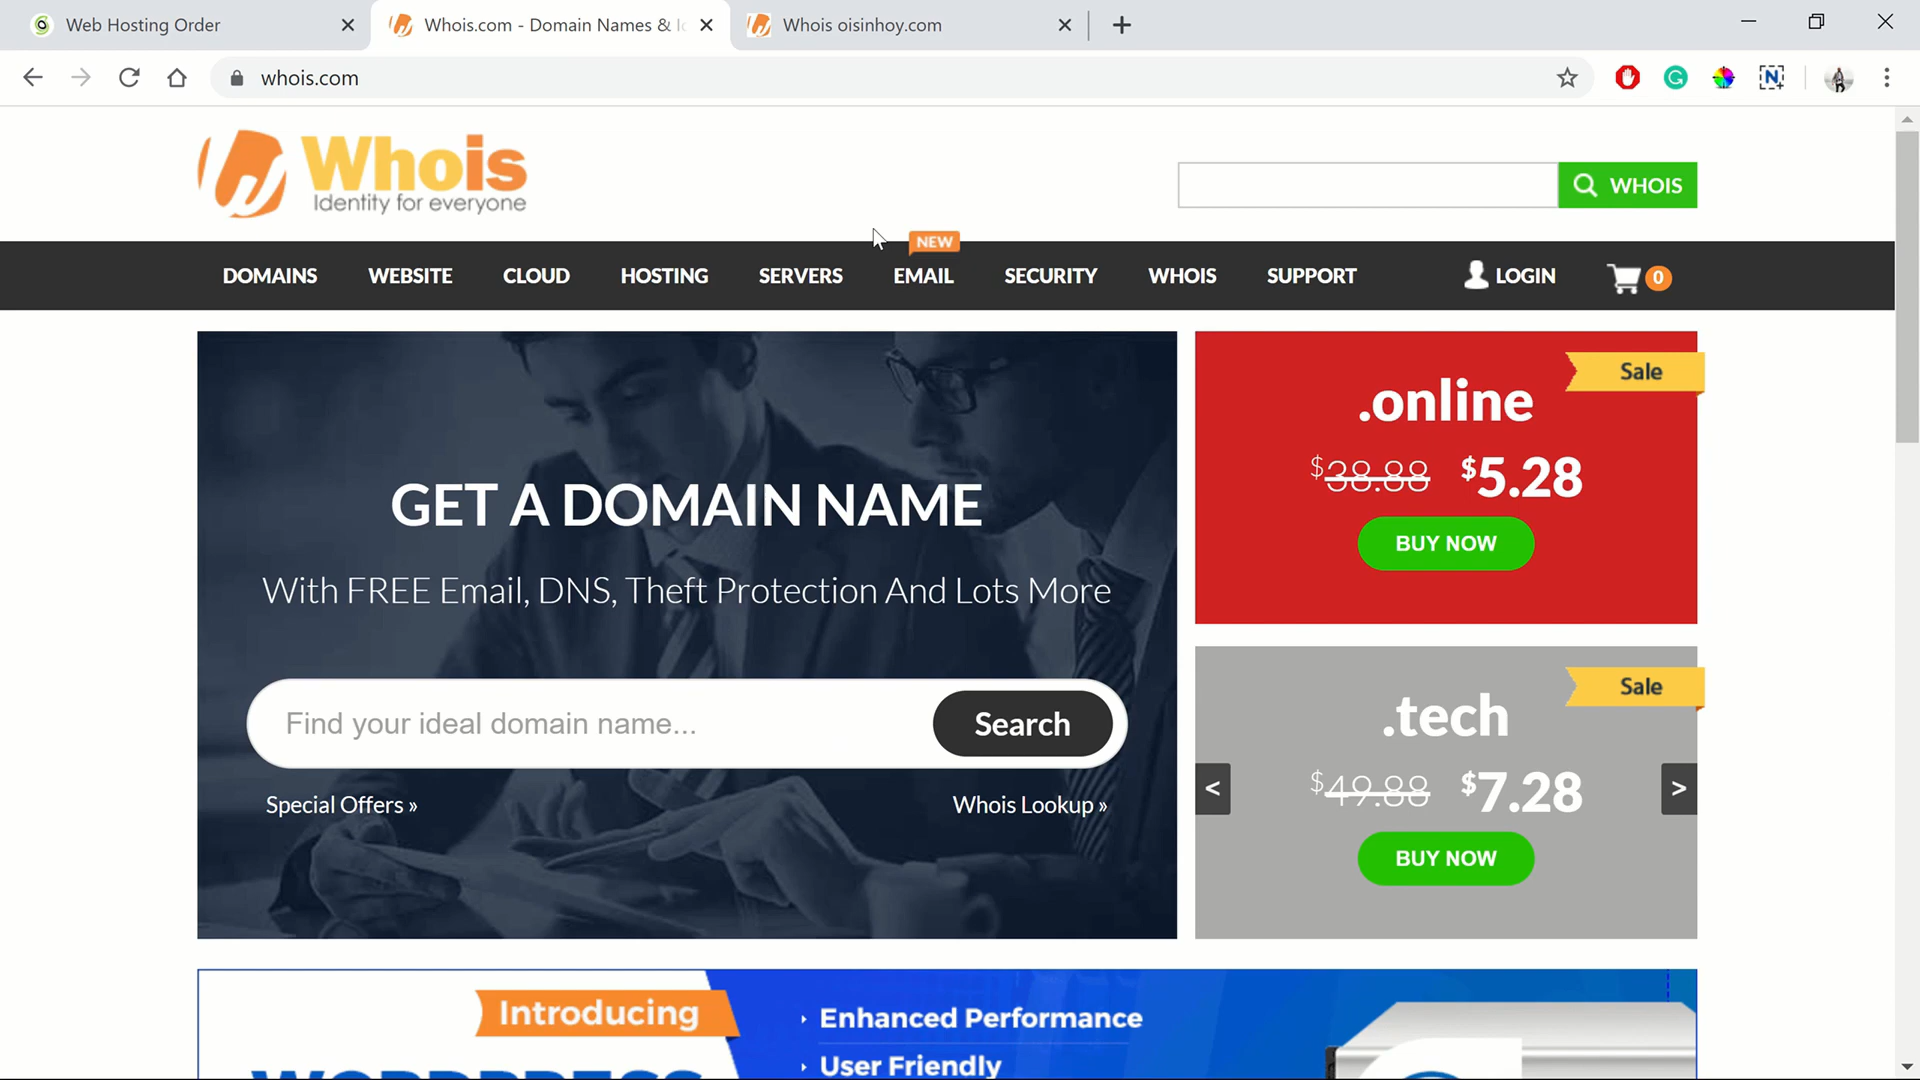 Web Hosting Order
Whois.com - Domain Names & Id
Whois oisinhoy.com
whois.com
Whois
Identity for everyone
WHOIS
NEW
DOMAINS WEBSITE CLOUD HOSTING SERVERS EMAIL SECURITY WHOIS SUPPORT LOGIN 0
GET A DOMAIN NAME
With FREE Email, DNS, Theft Protection And Lots More
Find your ideal domain name...
Search
Special Offers »
Whois Lookup »
Sale
.online
$38.88 $5.28
BUY NOW
Sale
.tech
$49.88 $7.28
< >
BUY NOW
Introducing
WORDPRESS
Enhanced Performance
User Friendly